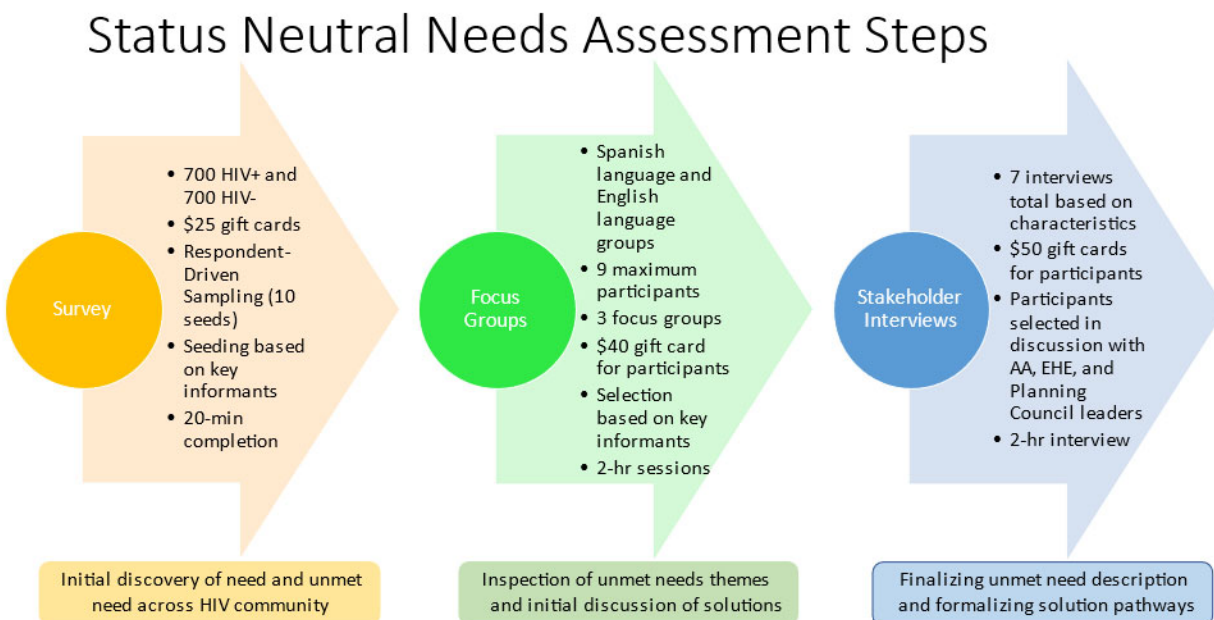 Status Neutral Needs Assessment Steps
Survey
• 700 HIV+ and
700 HIV-
• $25 gift cards
• Respondent-
Driven
Sampling (10
seeds)
• Seeding based
on key
informants
• 20-min
completion
Initial discovery of need and unmet
need across HIV community
Focus
Groups
• Spanish
language and
English
language
groups
• 9 maximum
participants
• 3 focus groups
• $40 gift card
for participants
• Selection
based on key
informants
• 2-hr sessions
Inspection of unmet needs themes
and initial discussion of solutions
Stakeholder
Interviews
• 7 interviews
total based on
characteristics
• $50 gift cards
for participants
• Participants
selected in
discussion with
AA, EHE, and
Planning
Council leaders
• 2-hr interview
Finalizing unmet need description
and formalizing solution pathways